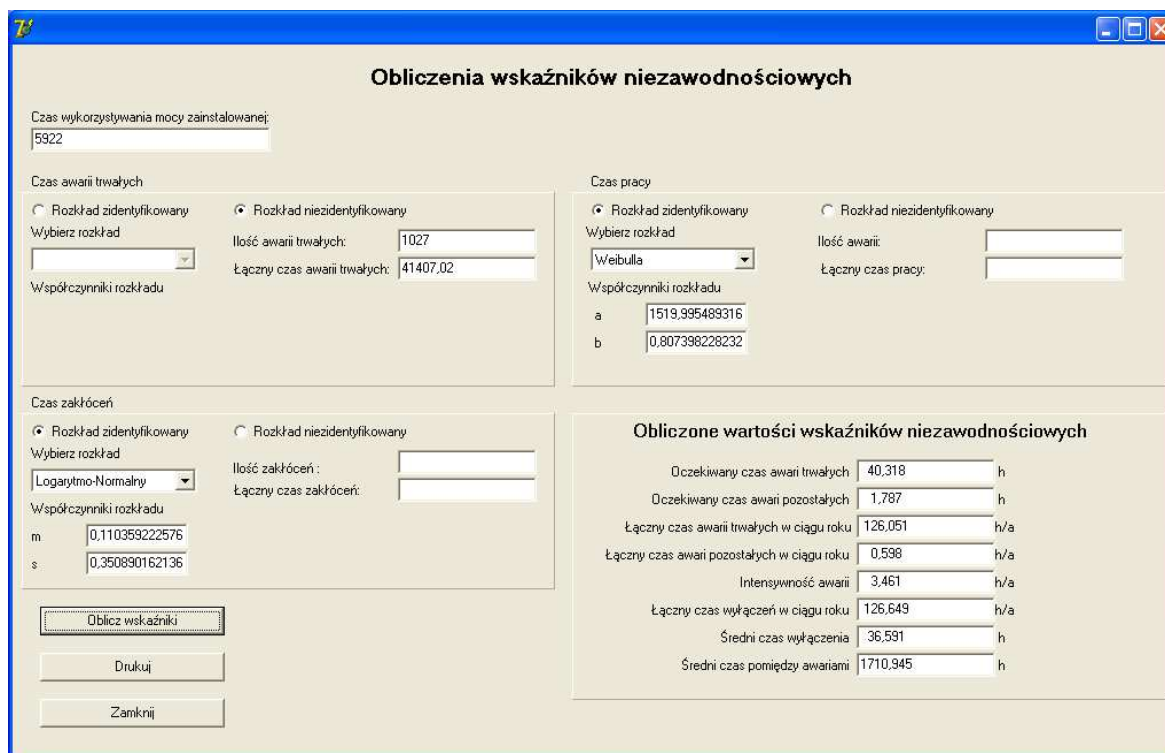 Obliczenia wskaźników niezawodnościowych
Czas wykorzystywania mocy zainstalowanej:
5922
Czas awarii trwałych
Rozkład zidentyfikowany
Rozkład niezidentyfikowany
Wybierz rozkład
Ilość awarii trwałych:
1027
Łączny czas awarii trwałych:
41407,02
Współczynniki rozkładu
Czas pracy
Rozkład zidentyfikowany
Rozkład niezidentyfikowany
Wybierz rozkład
Ilość awarii:
Weibulla
Łączny czas pracy:
Współczynniki rozkładu
a
1519,995489316
b
0,807398228232
Czas zakłóceń
Rozkład zidentyfikowany
Rozkład niezidentyfikowany
Wybierz rozkład
Ilość zakłóceń :
Logarytmo-Normalny
Łączny czas zakłóceń:
Współczynniki rozkładu
m
0,110359222576
s
0,350890162136
Obliczone wartości wskaźników niezawodnościowych
Oczekiwany czas awari trwałych 40,318 h
Oczekiwany czas awari pozostałych 1,787 h
Łączny czas awarii trwałych w ciągu roku 126,051 h/a
Łączny czas awari pozostałych w ciągu roku 0,598 h/a
Intensywność awarii 3,461 h/a
Łączny czas wyłączeń w ciągu roku 126,649 h/a
Średni czas wyłączenia 36,591 h
Średni czas pomiędzy awariami 1710,945 h
Oblicz wskaźniki
Drukuj
Zamknij